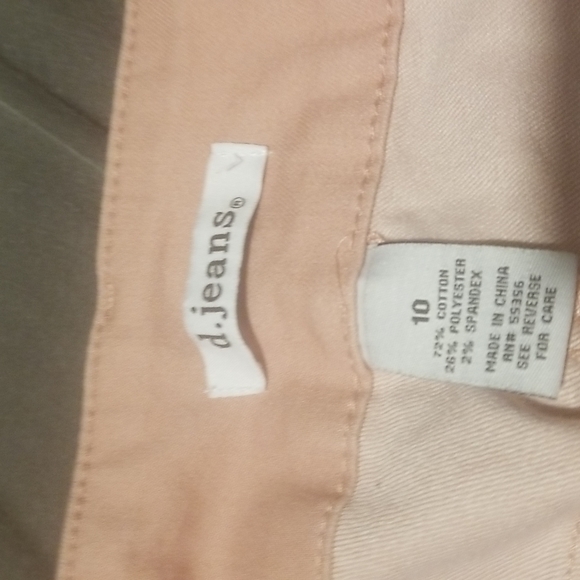 d.jeans®
10
72% COTTON
26% POLYESTER
2% SPANDEX
MADE IN CHINA
RN# 55356
SEE REVERSE
FOR CARE